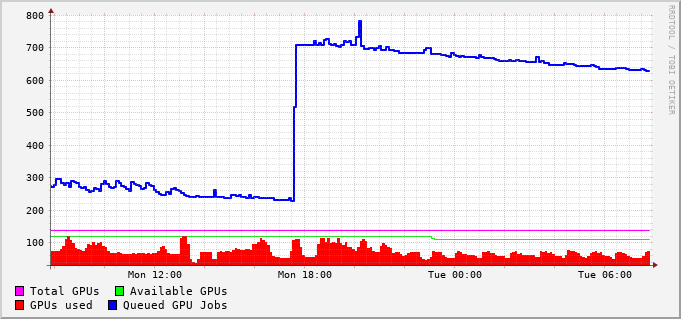 800
700
600
500
400
300
200
100
Mon 12:00 Mon 18:00 Tue 00:00 Tue 06:00
Total GPUs Available GPUs
GPUs used Queued GPU Jobs
RRDTOOL / TOBI OETIKER